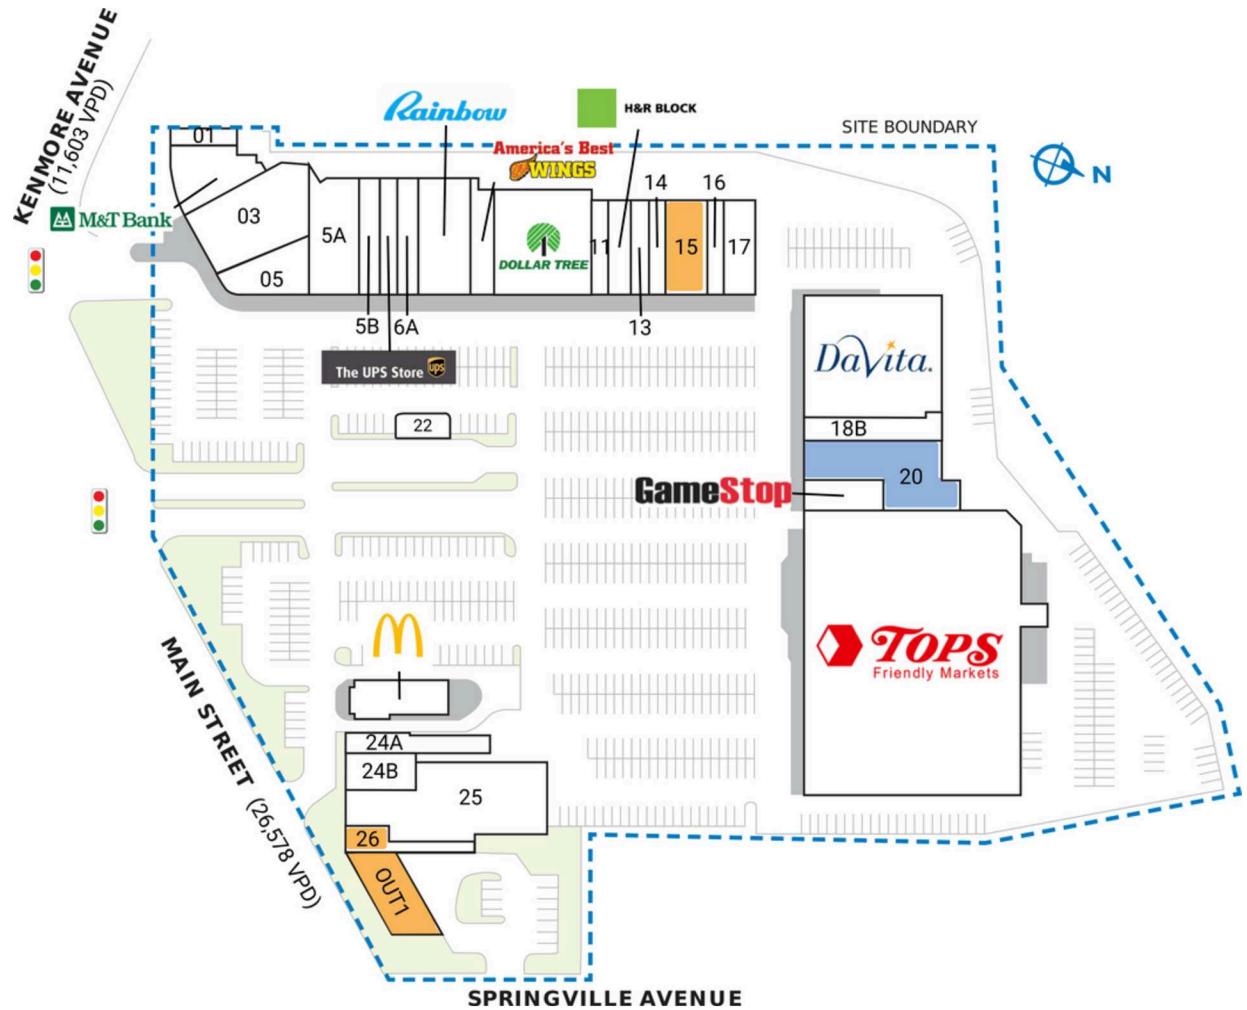 KENMORE AVENUE
(11,603 VPD)
Rainbow
H&R BLOCK
SITE BOUNDARY
N
01
America's Best
WINGS
14
16
M&T Bank
03
5A
DOLLAR TREE
11
15
17
05
5B
6A
13
The UPS Store
ups
DaVita.
22
18B
GameStop
20
TOPS
Friendly Markets
MAIN STREET
(26,578 VPD)
24A
24B
25
26
OUT1
SPRINGVILLE AVENUE